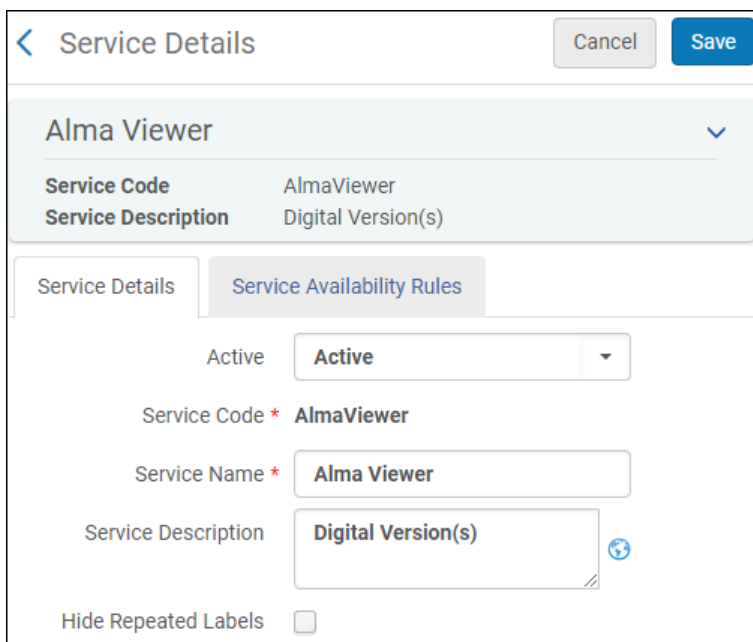 Service Details
Cancel
Save
Alma Viewer
Service Code AlmaViewer
Service Description Digital Version(s)
Service Details
Service Availability Rules
Active Active
Service Code * AlmaViewer
Service Name * Alma Viewer
Service Description Digital Version(s)
Hide Repeated Labels